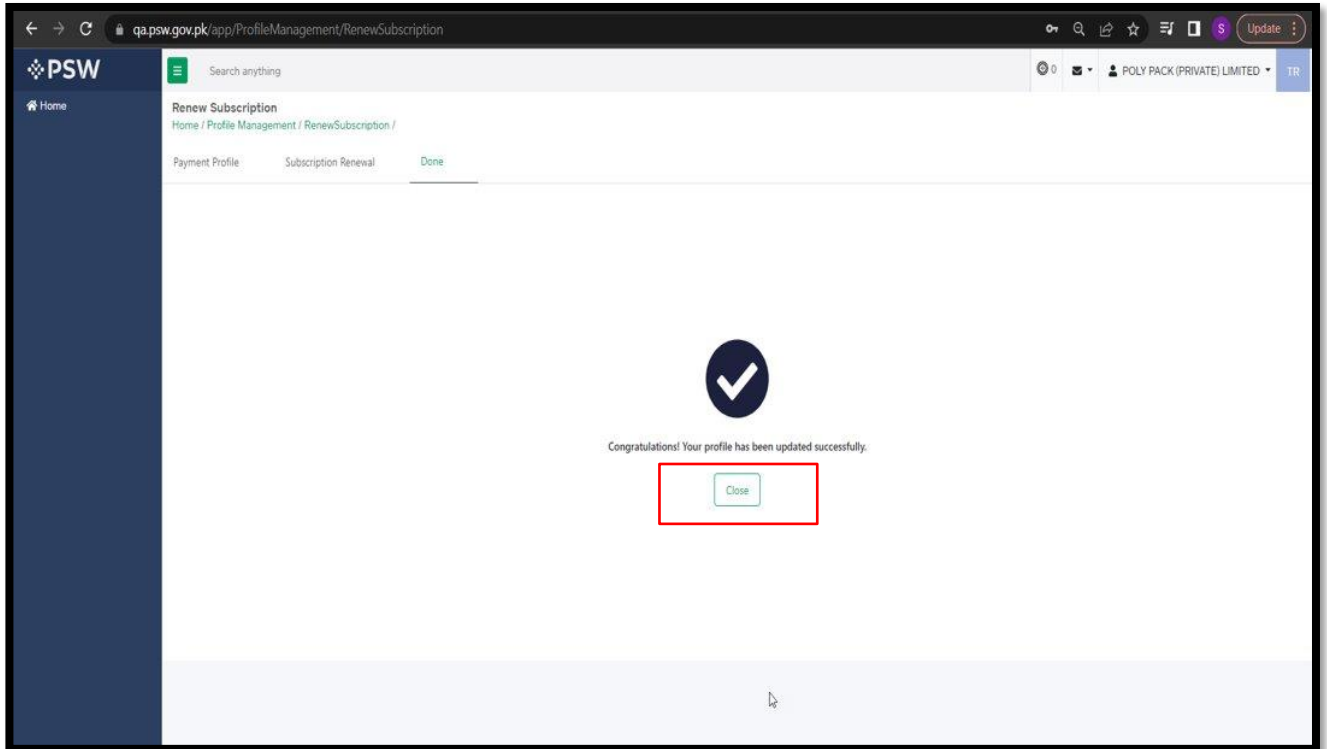 qa.psw.gov.pk/app/ProfileManagement/RenewSubscription
S
Update
PSW
Search anything
0
POLY PACK (PRIVATE) LIMITED
TR
Home
Renew Subscription
Home / Profile Management / RenewSubscription /
Payment Profile Subscription Renewal Done
Congratulations! Your profile has been updated successfully.
Close